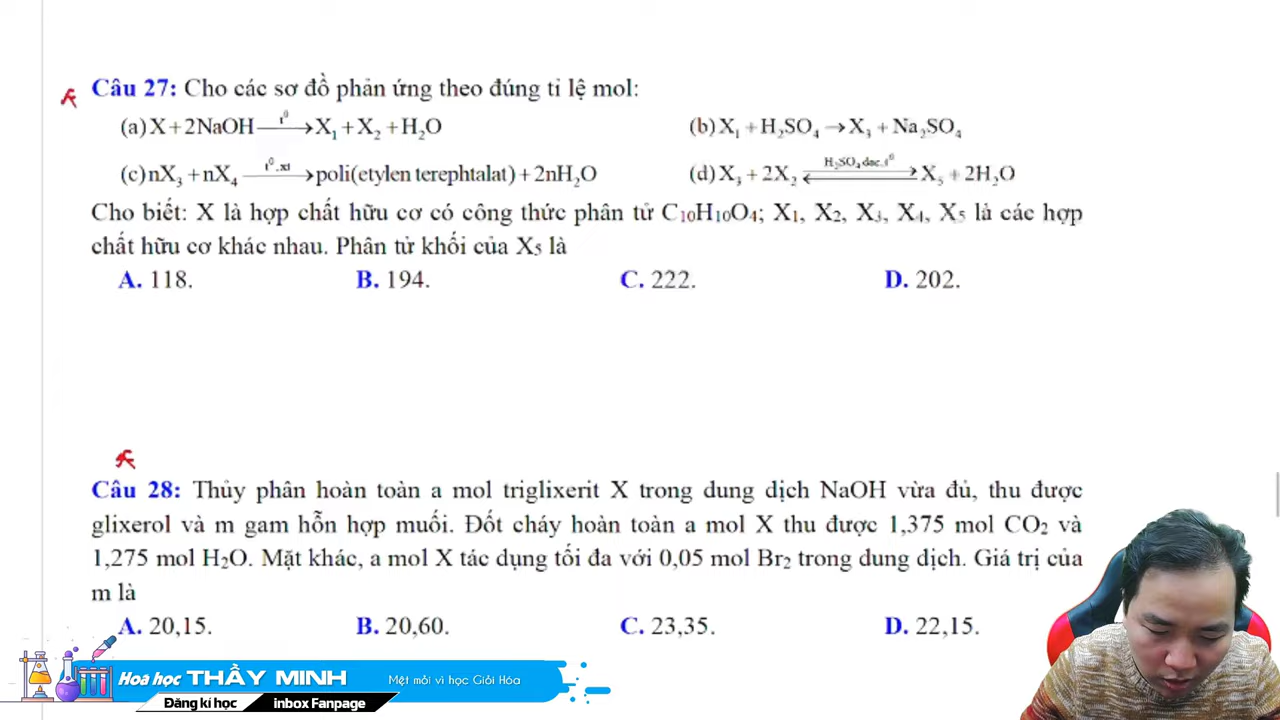 Câu 27: Cho các sơ đồ phản ứng theo đúng tỉ lệ mol:
(a) X + 2NaOH —t⁰→ X₁ + X₂ + H₂O (b) X₁ + H₂SO₄ → X₃ + Na₂SO₄
(c) nX₃ + nX₄ —t⁰,xt→ poli(etylen terephtalat) + 2nH₂O (d) X₃ + 2X₂ ⇌ (H₂SO₄ đặc, t⁰) X₅ + 2H₂O
Cho biết: X là hợp chất hữu cơ có công thức phân tử C₁₀H₁₀O₄; X₁, X₂, X₃, X₄, X₅ là các hợp
chất hữu cơ khác nhau. Phân tử khối của X₅ là
A. 118. B. 194. C. 222. D. 202.
Câu 28: Thủy phân hoàn toàn a mol triglixerit X trong dung dịch NaOH vừa đủ, thu được
glixerol và m gam hỗn hợp muối. Đốt cháy hoàn toàn a mol X thu được 1,375 mol CO₂ và
1,275 mol H₂O. Mặt khác, a mol X tác dụng tối đa với 0,05 mol Br₂ trong dung dịch. Giá trị của
m là
A. 20,15. B. 20,60. C. 23,35. D. 22,15.
Hoa học THẦY MINH Mệt mỏi vì học Giỏi Hóa
Đăng kí học inbox Fanpage